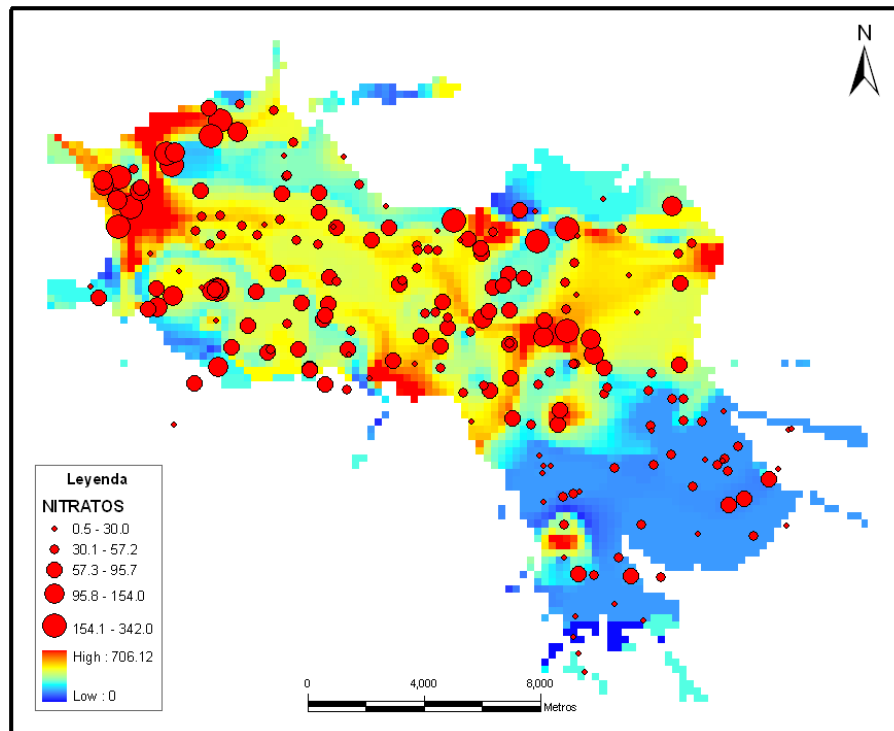 N
Leyenda
NITRATOS
0.5 - 30.0
30.1 - 57.2
57.3 - 95.7
95.8 - 154.0
154.1 - 342.0
High : 706.12
Low : 0
0 4,000 8,000
Metros